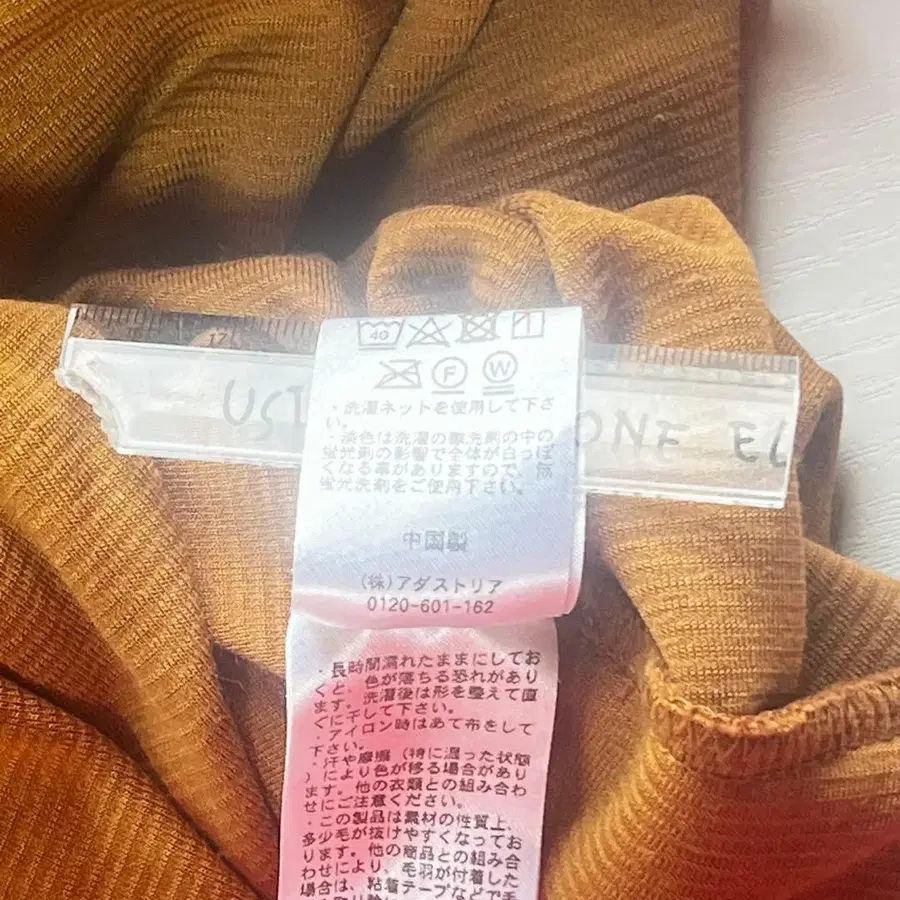 17
40
F
W
USI
ONE EL
・洗濯ネットを使用して下さ
い。
・淡色は洗濯の際洗剤の中の
蛍光剤の影響で全体が白っぽ
くなる事がありますので、無
蛍光洗剤をご使用下さい。
中国製
(株)アダストリア
0120-601-162
・長時間濡れたままにしてお
くと、色が落ちる恐れがあり
ます。洗濯後は形を整えて直
ぐに干して下さい。
・アイロン時はあて布をして
下さい。
・汗や摩擦(特に湿った状態
)により色が移る場合があり
ます。他の衣類との組み合わ
せにご注意ください。
・この製品は素材の性質上、
多少毛が抜けやすくなってお
ります。他の商品との組み合
わせにより、毛羽が付着した
場合は、粘着テープなどで毛